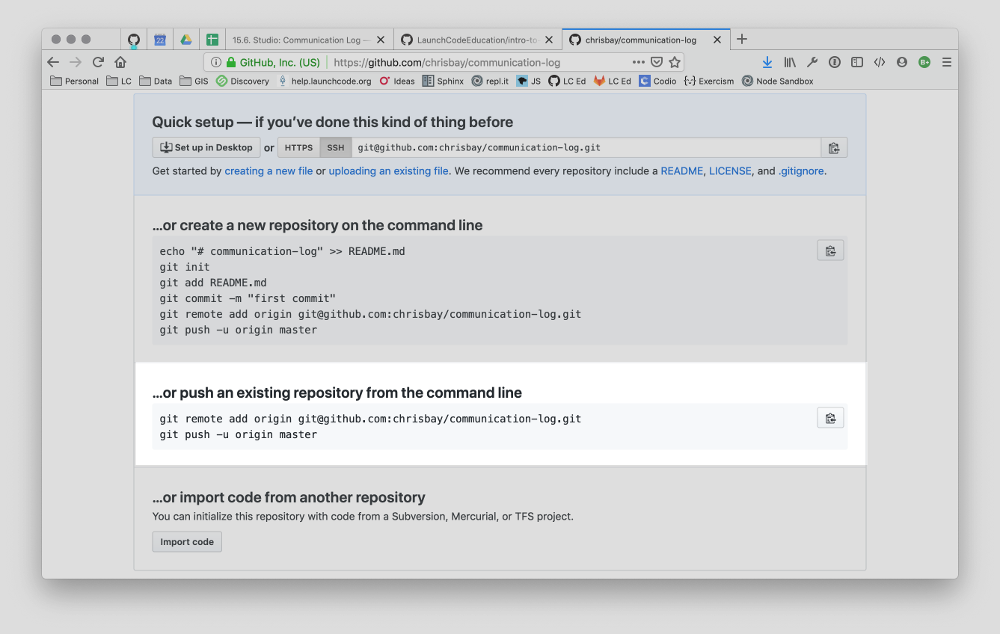 15.6. Studio: Communication Log —
LaunchCodeEducation/intro-to-
chrisbay/communication-log
22
GitHub, Inc. (US)
https://github.com/chrisbay/communication-log
Personal LC Data GIS Discovery help.launchcode.org Ideas Sphinx repl.it JS LC Ed LC Ed Codio {·,·} Exercism Node Sandbox
Quick setup — if you’ve done this kind of thing before
Set up in Desktop or HTTPS SSH git@github.com:chrisbay/communication-log.git
Get started by creating a new file or uploading an existing file. We recommend every repository include a README, LICENSE, and .gitignore.
…or create a new repository on the command line
echo "# communication-log" >> README.md
git init
git add README.md
git commit -m "first commit"
git remote add origin git@github.com:chrisbay/communication-log.git
git push -u origin master
…or push an existing repository from the command line
git remote add origin git@github.com:chrisbay/communication-log.git
git push -u origin master
…or import code from another repository
You can initialize this repository with code from a Subversion, Mercurial, or TFS project.
Import code